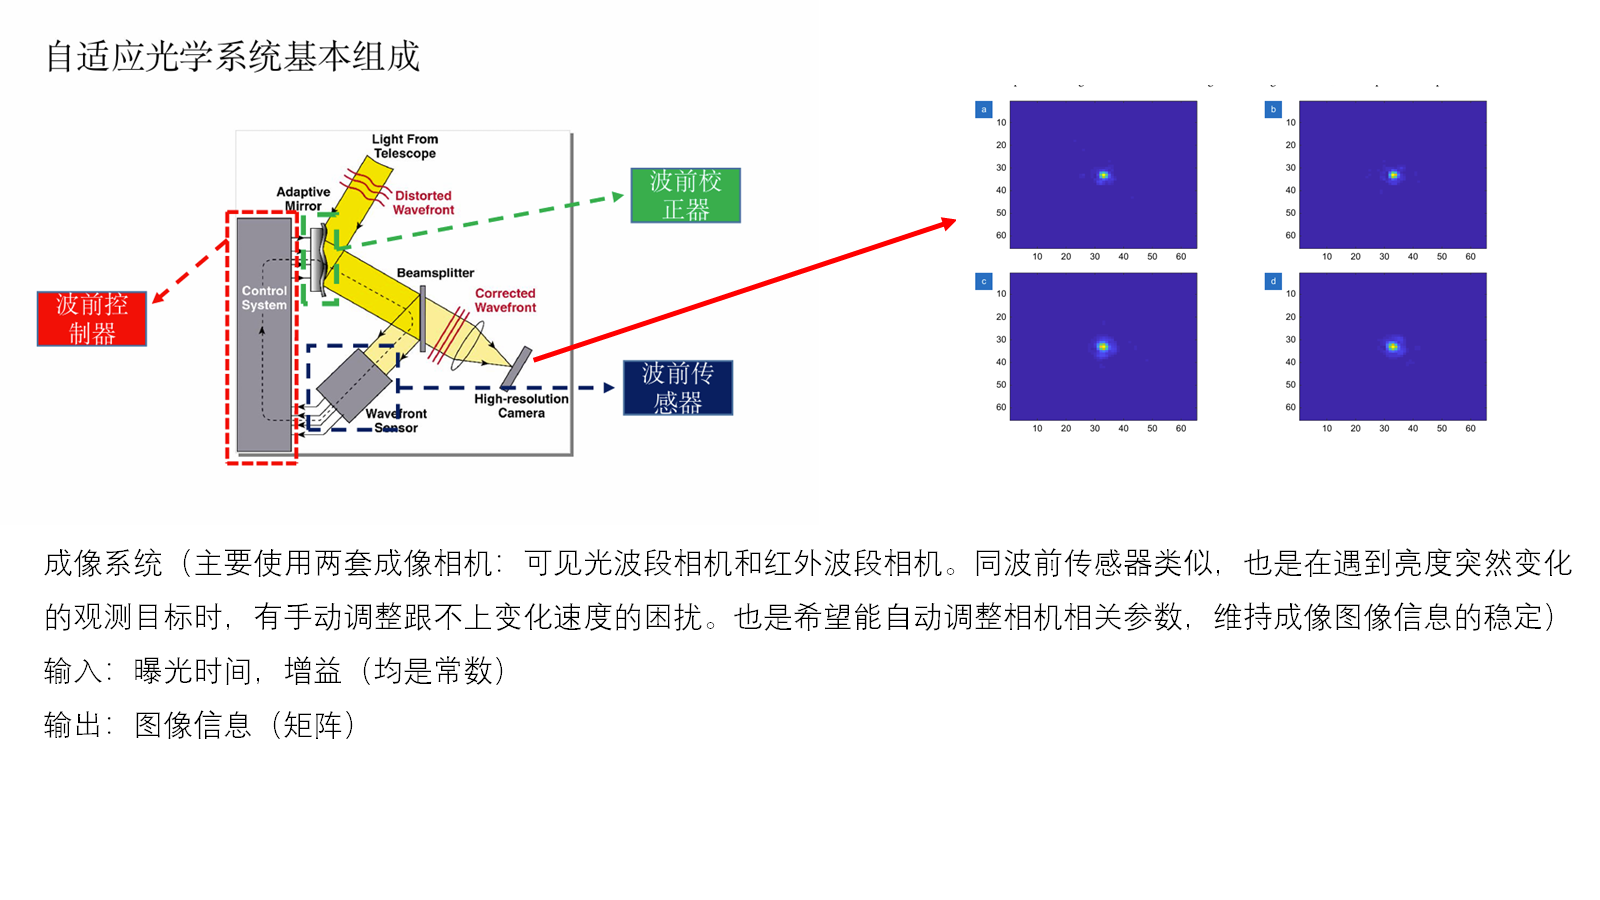 自适应光学系统基本组成
Light From
Telescope
Adaptive
Mirror
Distorted
Wavefront
波前校
正器
Beamsplitter
Control
System
Corrected
Wavefront
波前控
制器
波前传
感器
High-resolution
Camera
Wavefront
Sensor
a
10
20
30
40
50
60
10 20 30 40 50 60
b
10
20
30
40
50
60
10 20 30 40 50 60
c
10
20
30
40
50
60
10 20 30 40 50 60
d
10
20
30
40
50
60
10 20 30 40 50 60
成像系统（主要使用两套成像相机：可见光波段相机和红外波段相机。同波前传感器类似，也是在遇到亮度突然变化
的观测目标时，有手动调整跟不上变化速度的困扰。也是希望能自动调整相机相关参数，维持成像图像信息的稳定）
输入：曝光时间，增益（均是常数）
输出：图像信息（矩阵）